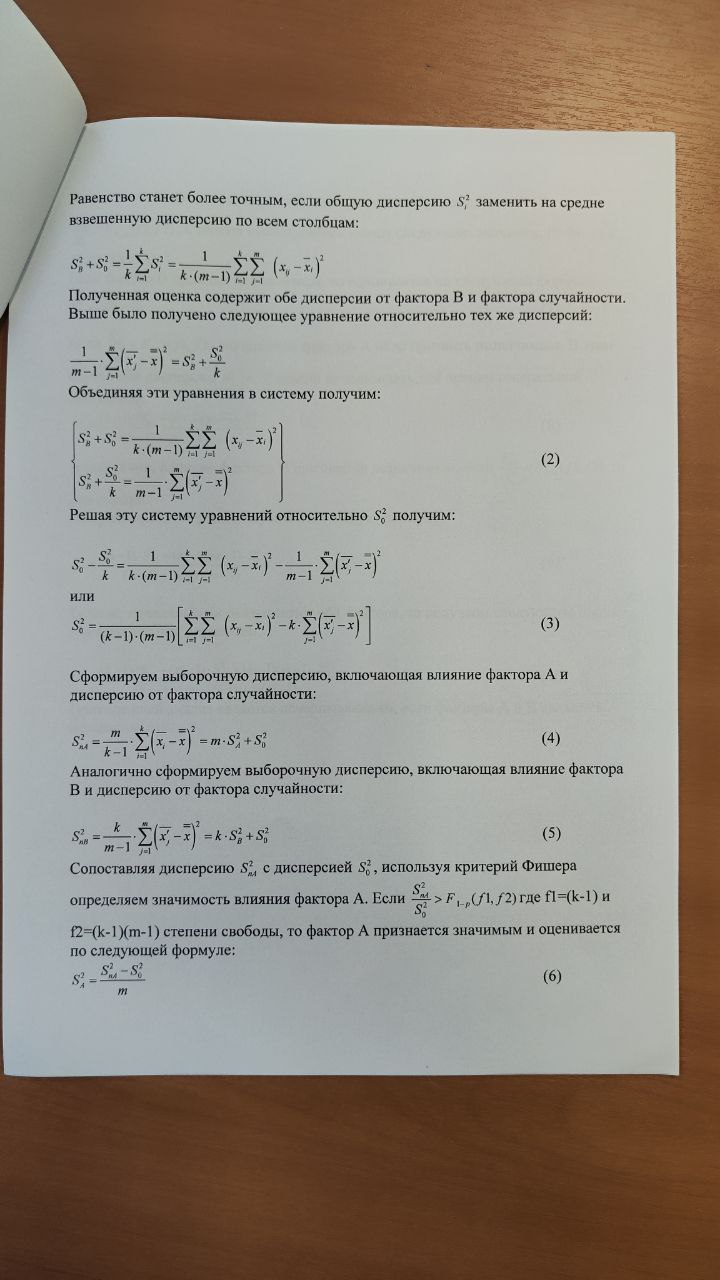 Равенство станет более точным, если общую дисперсию $S_i^2$ заменить на средне
взвешенную дисперсию по всем столбцам:
$S_B^2 + S_0^2 = \frac{1}{k} \sum_{i=1}^{k} S_i^2 = \frac{1}{k \cdot (m-1)} \sum_{i=1}^{k} \sum_{j=1}^{m} \left( x_{ij} - \overline{x}_i \right)^2$
Полученная оценка содержит обе дисперсии от фактора В и фактора случайности.
Выше было получено следующее уравнение относительно тех же дисперсий:
$\frac{1}{m-1} \cdot \sum_{j=1}^{m} \left( \overline{x'_j} - \overline{\overline{x}} \right)^2 = S_B^2 + \frac{S_0^2}{k}$
Объединяя эти уравнения в систему получим:
$\left\{ \begin{array}{l} S_B^2 + S_0^2 = \frac{1}{k \cdot (m-1)} \sum_{i=1}^{k} \sum_{j=1}^{m} \left( x_{ij} - \overline{x}_i \right)^2 \\ S_B^2 + \frac{S_0^2}{k} = \frac{1}{m-1} \cdot \sum_{j=1}^{m} \left( \overline{x'_j} - \overline{\overline{x}} \right)^2 \end{array} \right\}$ (2)
Решая эту систему уравнений относительно $S_0^2$ получим:
$S_0^2 - \frac{S_0^2}{k} = \frac{1}{k \cdot (m-1)} \sum_{i=1}^{k} \sum_{j=1}^{m} \left( x_{ij} - \overline{x}_i \right)^2 - \frac{1}{m-1} \cdot \sum_{j=1}^{m} \left( \overline{x'_j} - \overline{\overline{x}} \right)^2$
или
$S_0^2 = \frac{1}{(k-1) \cdot (m-1)} \left[ \sum_{i=1}^{k} \sum_{j=1}^{m} \left( x_{ij} - \overline{x}_i \right)^2 - k \cdot \sum_{j=1}^{m} \left( \overline{x'_j} - \overline{\overline{x}} \right)^2 \right]$ (3)
Сформируем выборочную дисперсию, включающая влияние фактора А и
дисперсию от фактора случайности:
$S_{nA}^2 = \frac{m}{k-1} \cdot \sum_{i=1}^{k} \left( \overline{x_i} - \overline{\overline{x}} \right)^2 = m \cdot S_A^2 + S_0^2$ (4)
Аналогично сформируем выборочную дисперсию, включающая влияние фактора
В и дисперсию от фактора случайности:
$S_{nB}^2 = \frac{k}{m-1} \cdot \sum_{j=1}^{m} \left( \overline{x'_j} - \overline{\overline{x}} \right)^2 = k \cdot S_B^2 + S_0^2$ (5)
Сопоставляя дисперсию $S_{nA}^2$ с дисперсией $S_0^2$, используя критерий Фишера
определяем значимость влияния фактора А. Если $\frac{S_{nA}^2}{S_0^2} > F_{1-p}(f1, f2)$ где f1=(k-1) и
f2=(k-1)(m-1) степени свободы, то фактор А признается значимым и оценивается
по следующей формуле:
$S_A^2 = \frac{S_{nA}^2 - S_0^2}{m}$ (6)